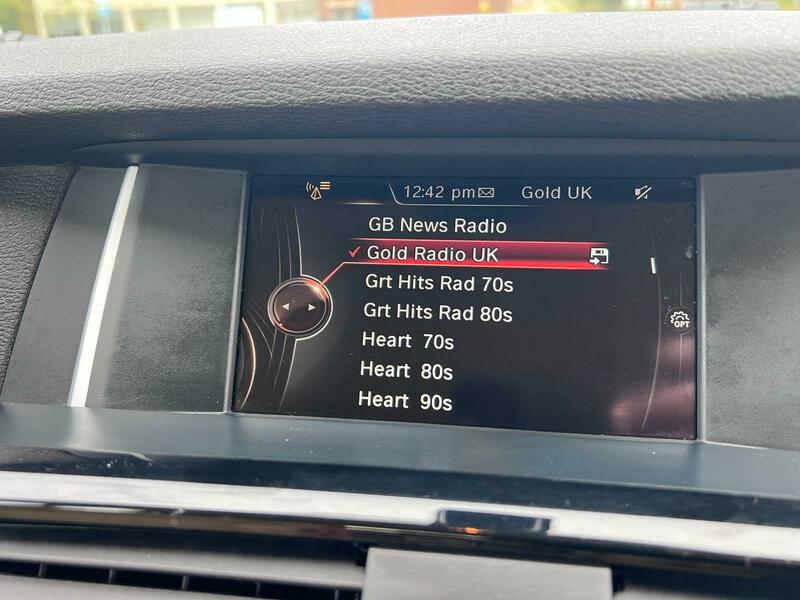 12:42 pm Gold UK
GB News Radio
Gold Radio UK
Grt Hits Rad 70s
Grt Hits Rad 80s
OPT
Heart 70s
Heart 80s
Heart 90s